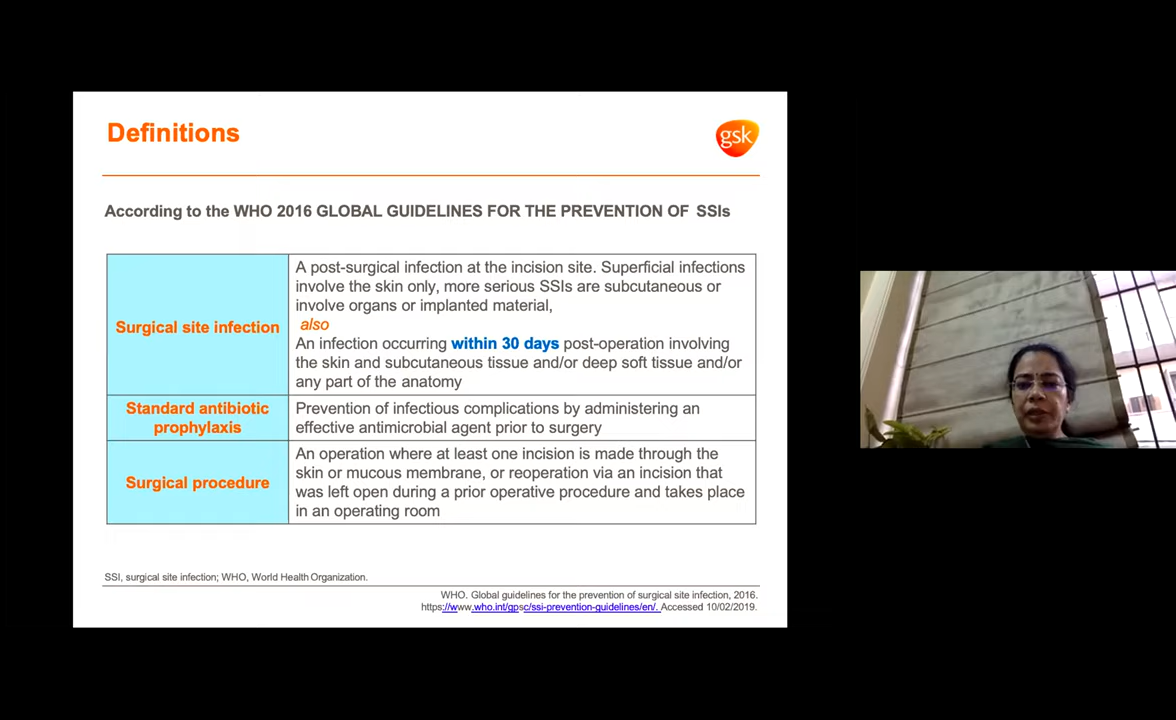 Definitions
gsk
According to the WHO 2016 GLOBAL GUIDELINES FOR THE PREVENTION OF SSIs
Surgical site infection
A post-surgical infection at the incision site. Superficial infections
involve the skin only, more serious SSIs are subcutaneous or
involve organs or implanted material,
also
An infection occurring within 30 days post-operation involving
the skin and subcutaneous tissue and/or deep soft tissue and/or
any part of the anatomy
Standard antibiotic
prophylaxis
Prevention of infectious complications by administering an
effective antimicrobial agent prior to surgery
Surgical procedure
An operation where at least one incision is made through the
skin or mucous membrane, or reoperation via an incision that
was left open during a prior operative procedure and takes place
in an operating room
SSI, surgical site infection; WHO, World Health Organization.
WHO. Global guidelines for the prevention of surgical site infection, 2016.
https://www.who.int/gpsc/ssi-prevention-guidelines/en/. Accessed 10/02/2019.